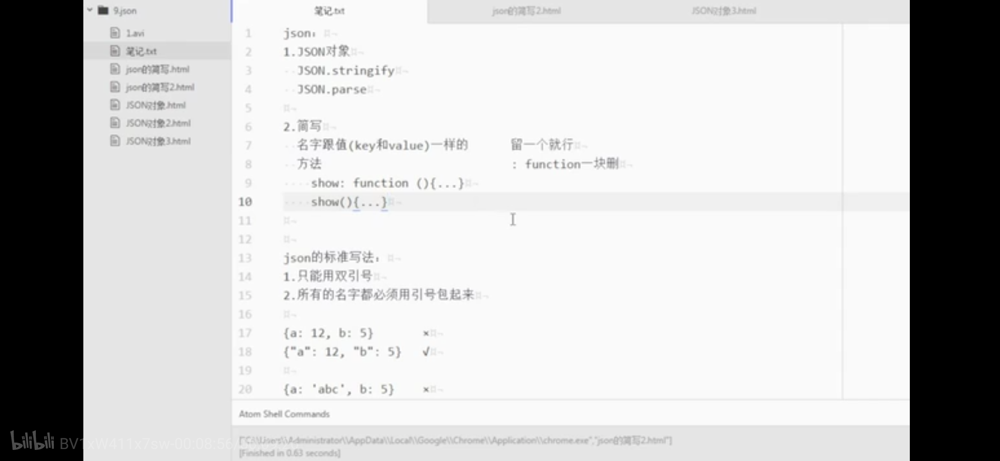 9.json
1.avi
笔记.txt
json的简写.html
json的简写2.html
JSON对象.html
JSON对象2.html
JSON对象3.html
笔记.txt json的简写2.html JSON对象3.html
1 json：
2 1.JSON对象
3 JSON.stringify
4 JSON.parse
5
6 2.简写
7 名字跟值(key和value)一样的 留一个就行
8 方法 : function一块删
9 show: function (){...}
10 show(){...}
11
12
13 json的标准写法：
14 1.只能用双引号
15 2.所有的名字都必须用引号包起来
16
17 {a: 12, b: 5} ×
18 {"a": 12, "b": 5} √
19
20 {a: 'abc', b: 5} ×
Atom Shell Commands
["C:\\Users\\Administrator\\AppData\\Local\\Google\\Chrome\\Application\\chrome.exe","json的简写2.html"]
[Finished in 0.63 seconds]
bilibili BV1xW411x7sw-00:08:56/